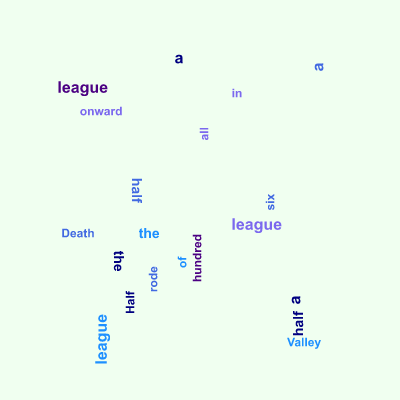 a
a
league
in
onward
all
half
six
league
Death
the
hundred
the
of
rode
a
Half
half
league
Valley